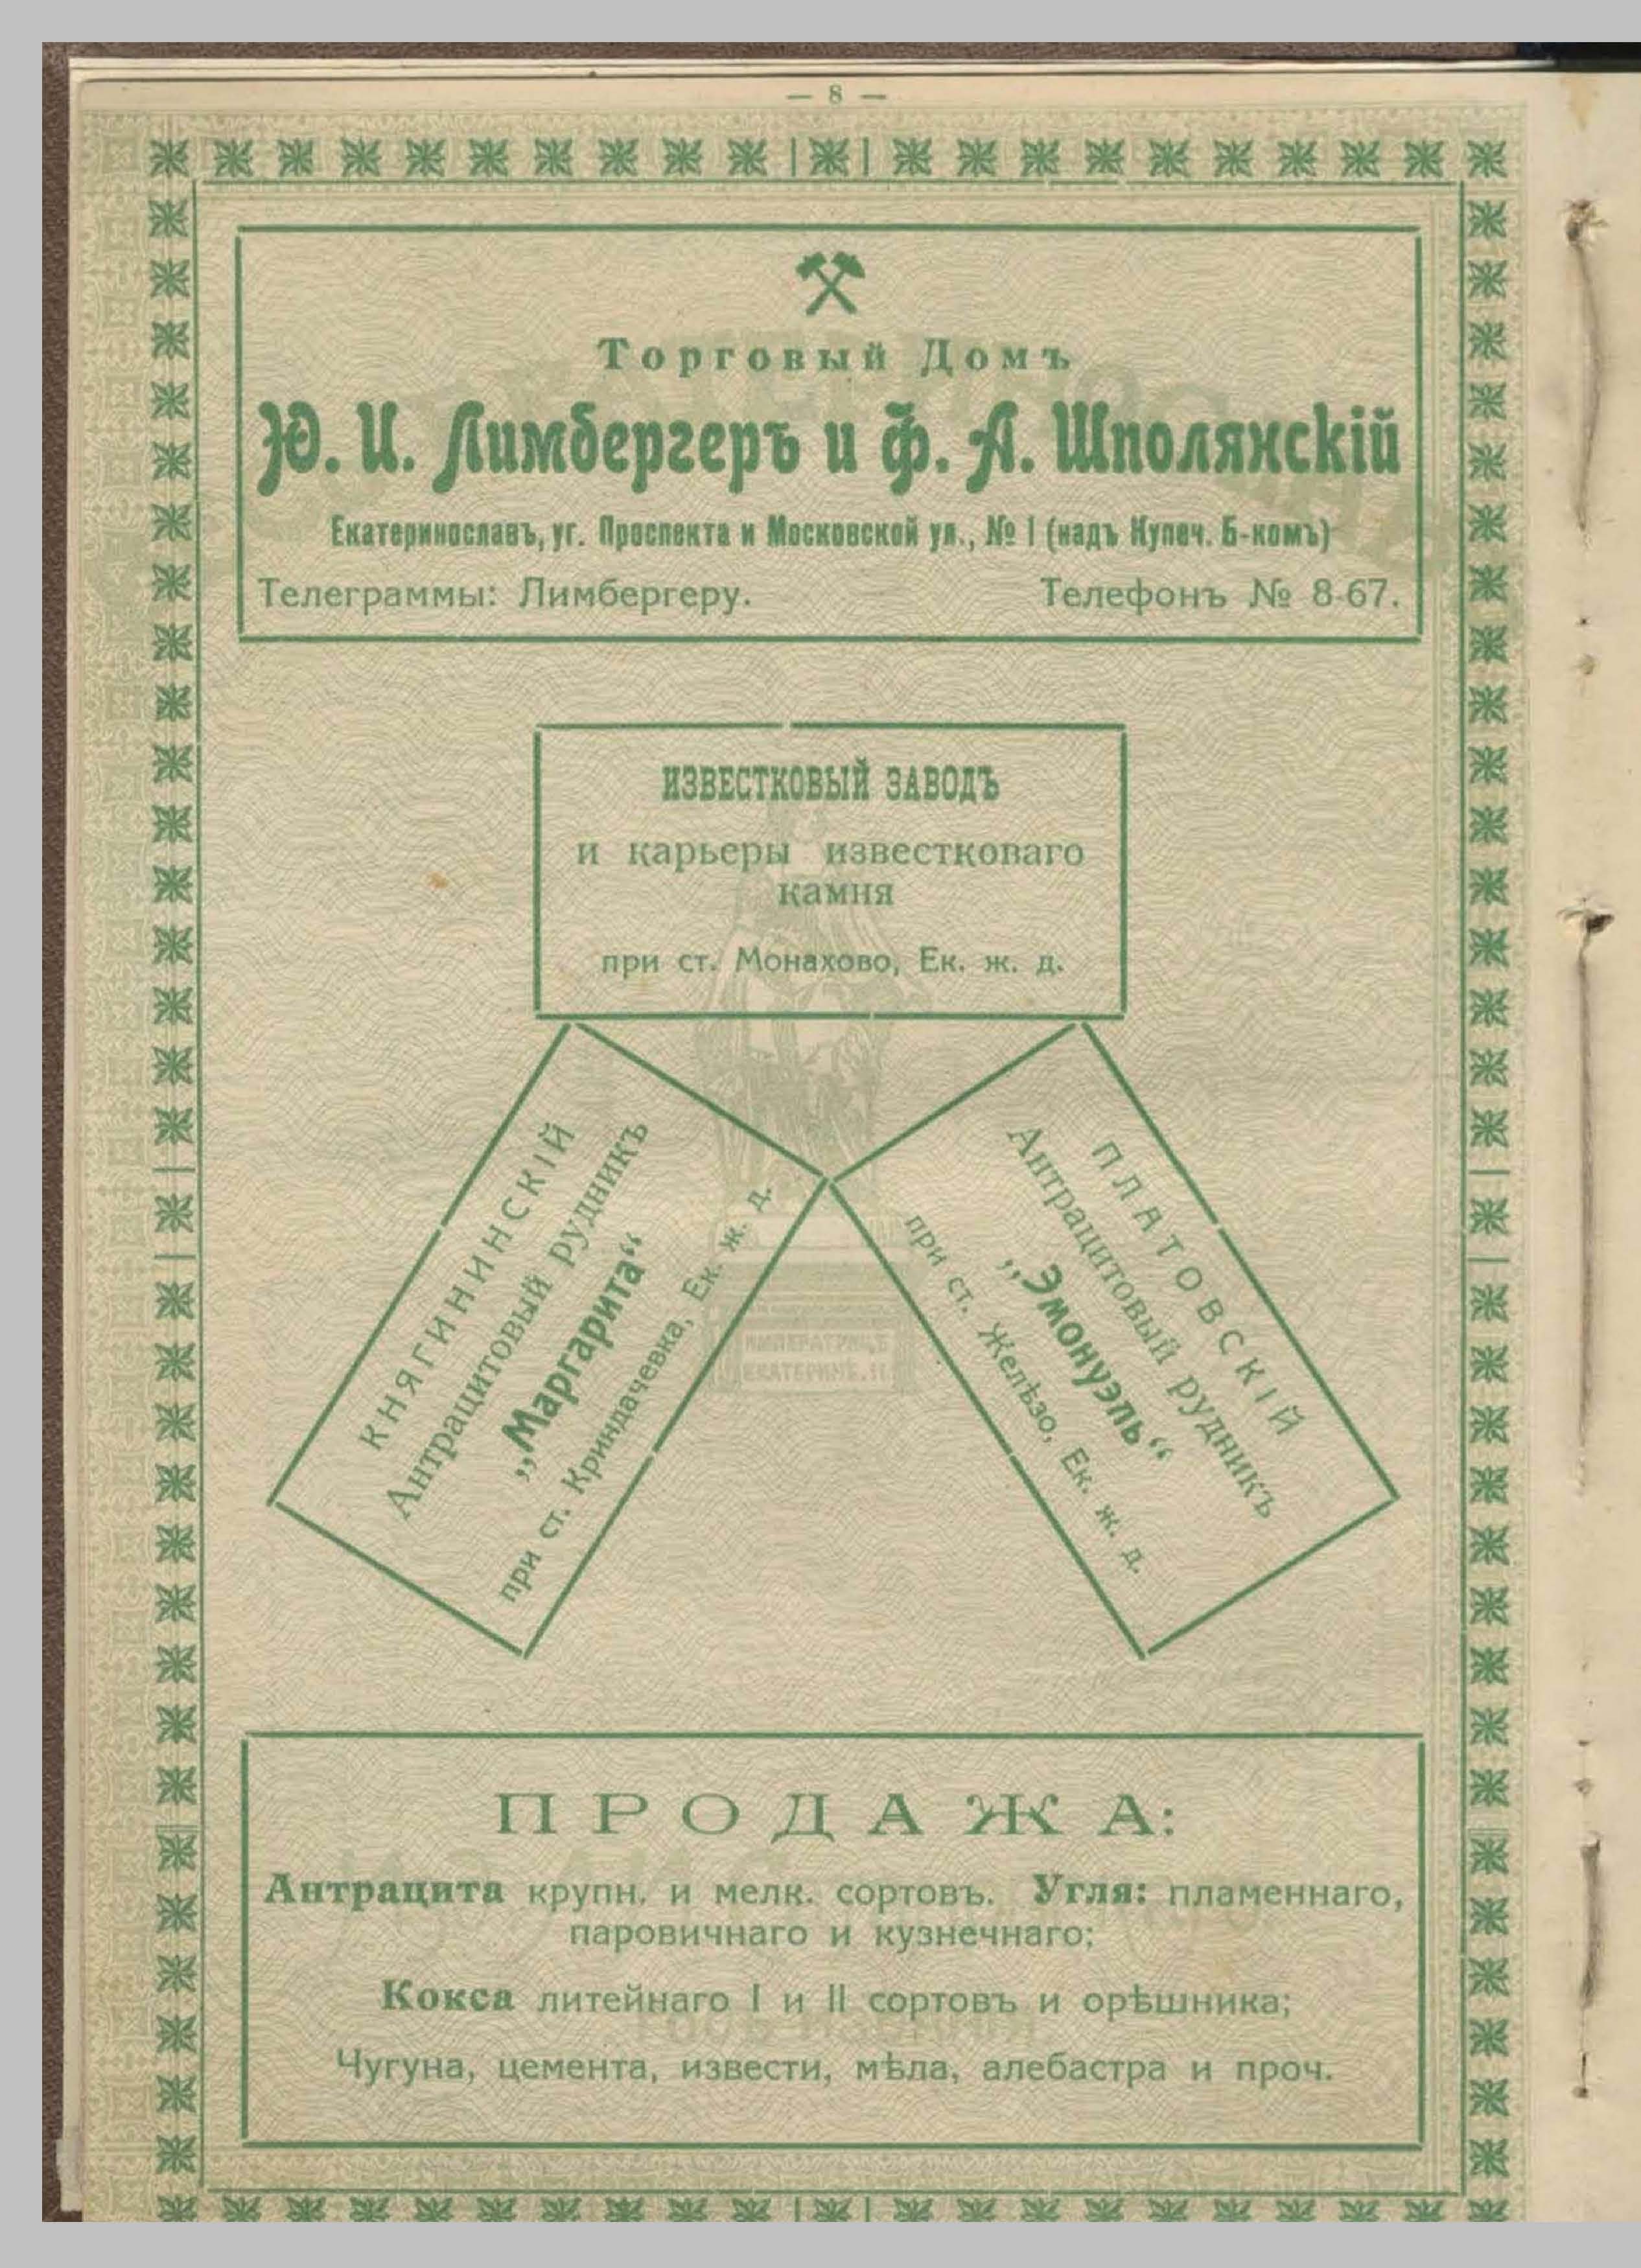 — 8 —
Торговый Домъ
Ю. И. Лимбергеръ и Ф. А. Шполянскій
Екатеринославъ, уг. Проспекта и Московской ул., № 1 (надъ Купеч. Б-комъ)
Телеграммы: Лимбергеру. Телефонъ № 8-67.
ИЗВЕСТКОВЫЙ ЗАВОДЪ
и карьеры известковаго
камня
при ст. Монахово, Ек. ж. д.
КНЯГИНИНСКІЙ
Антрацитовый рудникъ
„Маргарита“
при ст. Криндачевка, Ек. ж. д.
ПЛАТОВСКІЙ
Антрацитовый рудникъ
„Эмонуэль“
при ст. Желѣзо, Ек. ж. д.
ИМПЕРАТРИЦѢ
ЕКАТЕРИНѢ II
ПРОДАЖА:
Антрацита крупн. и мелк. сортовъ. Угля: пламеннаго,
паровичнаго и кузнечнаго;
Кокса литейнаго I и II сортовъ и орѣшника;
Чугуна, цемента, извести, мѣла, алебастра и проч.